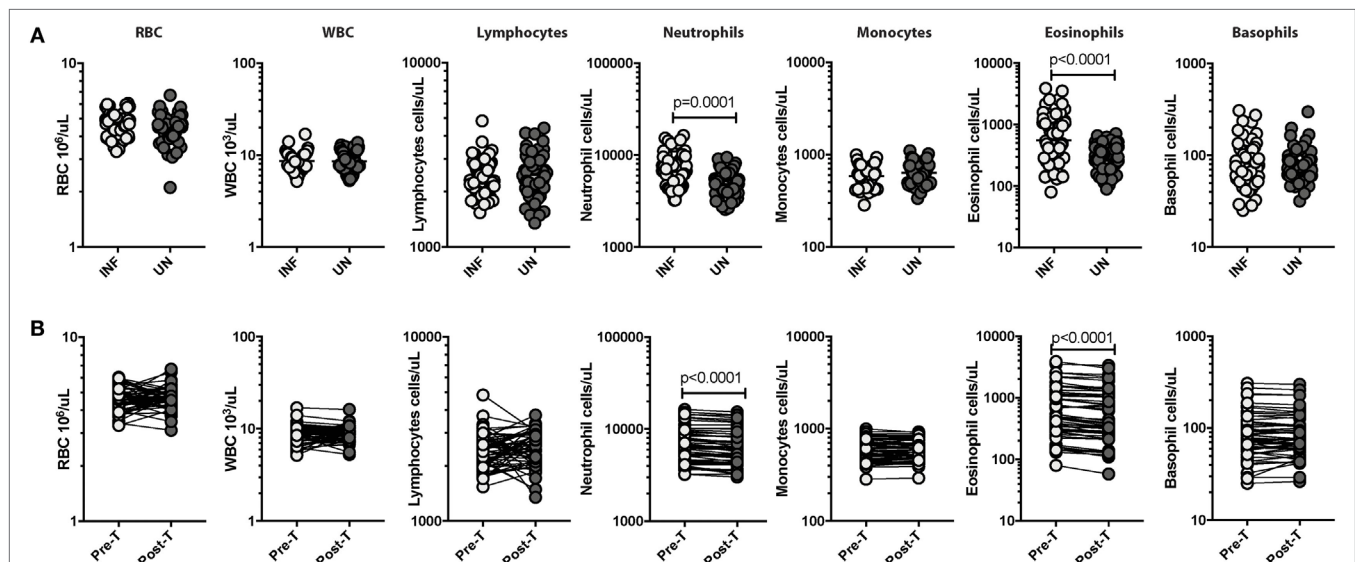 A
RBC WBC Lymphocytes Neutrophils Monocytes Eosinophils Basophils
RBC 10⁶/uL
10
1
INF UN
WBC 10³/uL
100
10
1
INF UN
Lymphocytes cells/uL
10000
1000
INF UN
Neutrophil cells/uL
100000
10000
1000
p=0.0001
INF UN
Monocytes cells/uL
10000
1000
100
INF UN
Eosinophil cells/uL
10000
1000
100
10
p<0.0001
INF UN
Basophil cells/uL
1000
100
10
INF UN
B
RBC 10⁶/uL
10
1
Pre-T Post-T
WBC 10³/uL
100
10
1
Pre-T Post-T
Lymphocytes cells/uL
10000
1000
Pre-T Post-T
Neutrophil cells/uL
100000
10000
1000
p<0.0001
Pre-T Post-T
Monocytes cells/uL
10000
1000
100
Pre-T Post-T
Eosinophil cells/uL
10000
1000
100
10
p<0.0001
Pre-T Post-T
Basophil cells/uL
1000
100
10
Pre-T Post-T